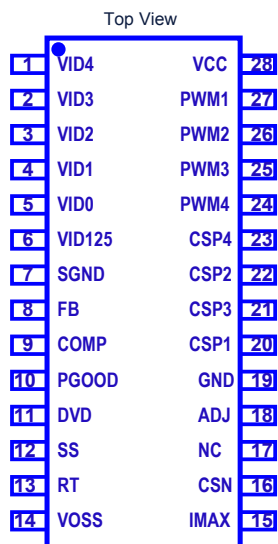 Top View
1 VID4 VCC 28
2 VID3 PWM1 27
3 VID2 PWM2 26
4 VID1 PWM3 25
5 VID0 PWM4 24
6 VID125 CSP4 23
7 SGND CSP2 22
8 FB CSP3 21
9 COMP CSP1 20
10 PGOOD GND 19
11 DVD ADJ 18
12 SS NC 17
13 RT CSN 16
14 VOSS IMAX 15